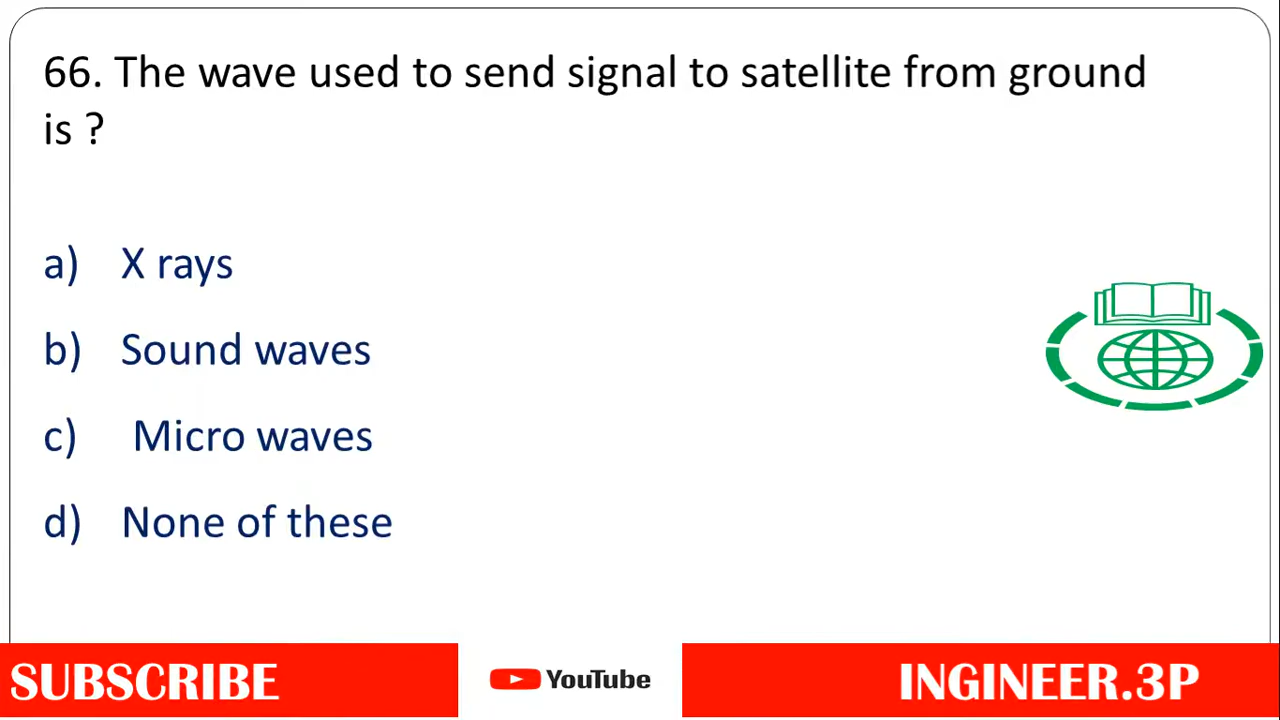 66. The wave used to send signal to satellite from ground
is ?
a) X rays
b) Sound waves
c) Micro waves
d) None of these
SUBSCRIBE YouTube INGINEER.3P